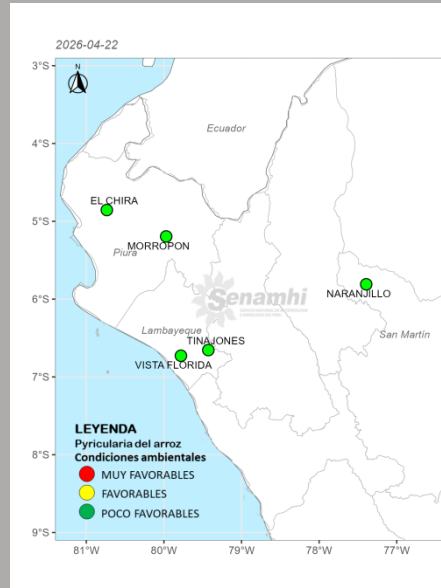 2026-04-22
3°S
N
Ecuador
4°S
EL CHIRA
5°S
MORROPON
Piura
NARANJILLO
6°S
Senamhi
Lambayeque
San Martín
TINAJONES
VISTA FLORIDA
7°S
LEYENDA
Pyricularia del arroz
Condiciones ambientales
8°S
MUY FAVORABLES
FAVORABLES
POCO FAVORABLES
9°S
81°W 80°W 79°W 78°W 77°W